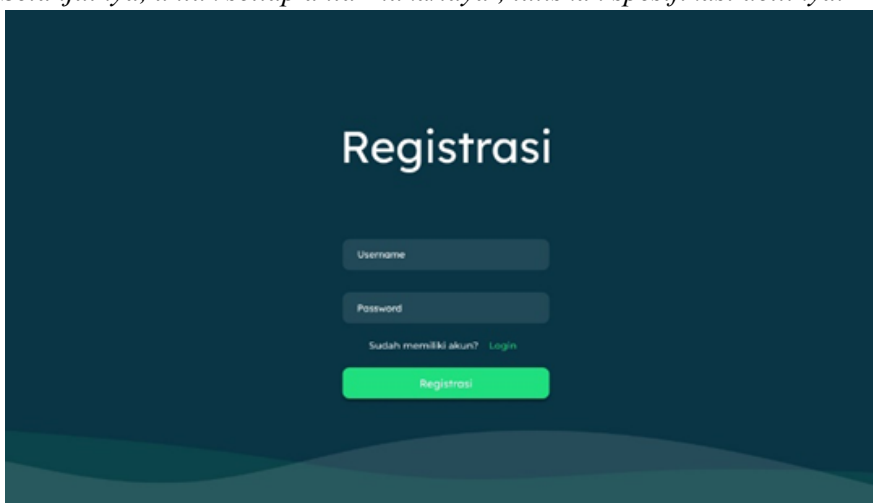 Registrasi
Username
Password
Sudah memiliki akun? Login
Registrasi